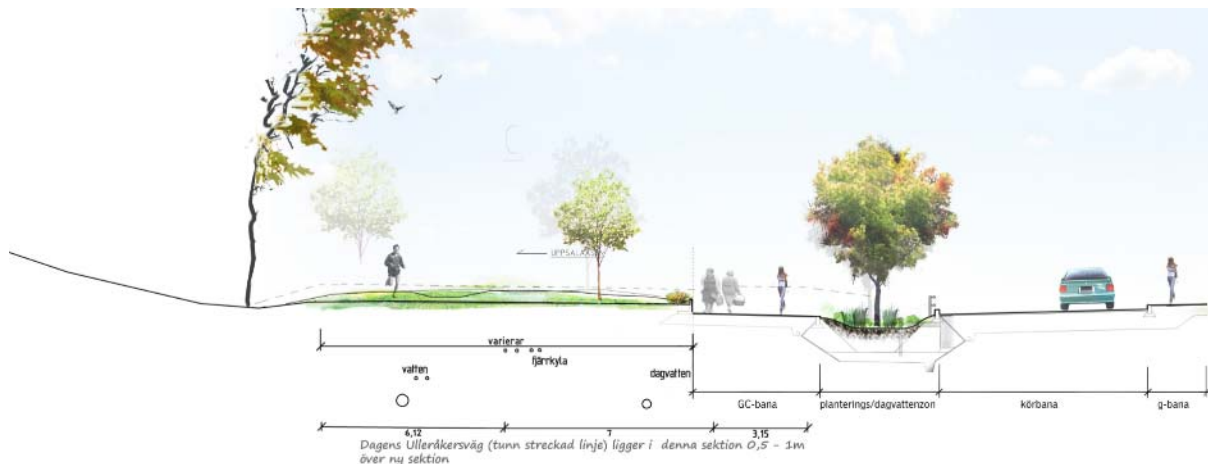 UPPSALAÅSEN
varierar
fjärrkyla
vatten
dagvatten
GC-bana
planterings/dagvattenzon
körbana
g-bana
6,12
7
3,15
Dagens Ulleråkersväg (tunn streckad linje) ligger i denna sektion 0,5 - 1m
över ny sektion